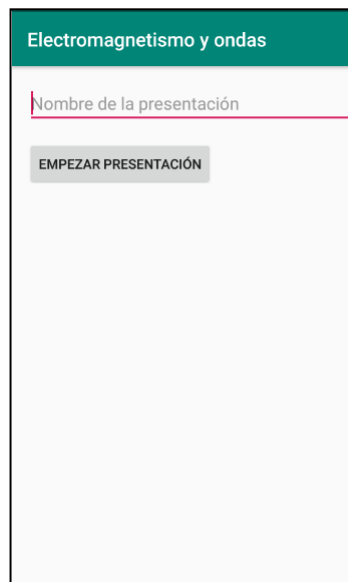 Electromagnetismo y ondas
Nombre de la presentación
EMPEZAR PRESENTACIÓN